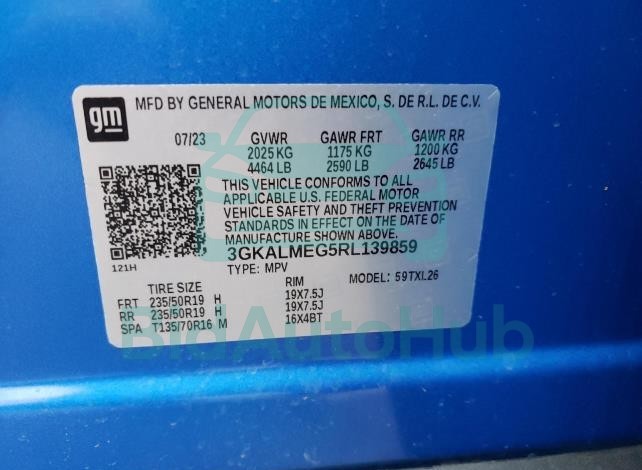 gm MFD BY GENERAL MOTORS DE MEXICO, S. DE R.L. DE C.V.
07/23 GVWR GAWR FRT GAWR RR
2025 KG 1175 KG 1200 KG
4464 LB 2590 LB 2645 LB
THIS VEHICLE CONFORMS TO ALL
APPLICABLE U.S. FEDERAL MOTOR
VEHICLE SAFETY AND THEFT PREVENTION
STANDARDS IN EFFECT ON THE DATE OF
MANUFACTURE SHOWN ABOVE.
3GKALMEG5RL139859
121H TYPE: MPV MODEL: 59TXL26
TIRE SIZE RIM
FRT 235/50R19 H 19X7.5J
RR 235/50R19 H 19X7.5J
SPA T135/70R16 M 16X4BT
BidAutoHub